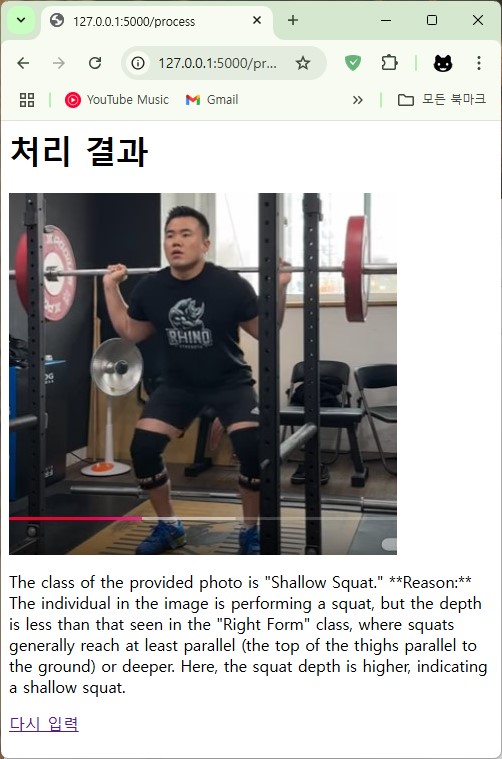 127.0.0.1:5000/process
127.0.0.1:5000/pr...
YouTube Music
Gmail
모든 북마크
처리 결과
RHINO
The class of the provided photo is "Shallow Squat." **Reason:**
The individual in the image is performing a squat, but the depth
is less than that seen in the "Right Form" class, where squats
generally reach at least parallel (the top of the thighs parallel to
the ground) or deeper. Here, the squat depth is higher, indicating
a shallow squat.
다시 입력